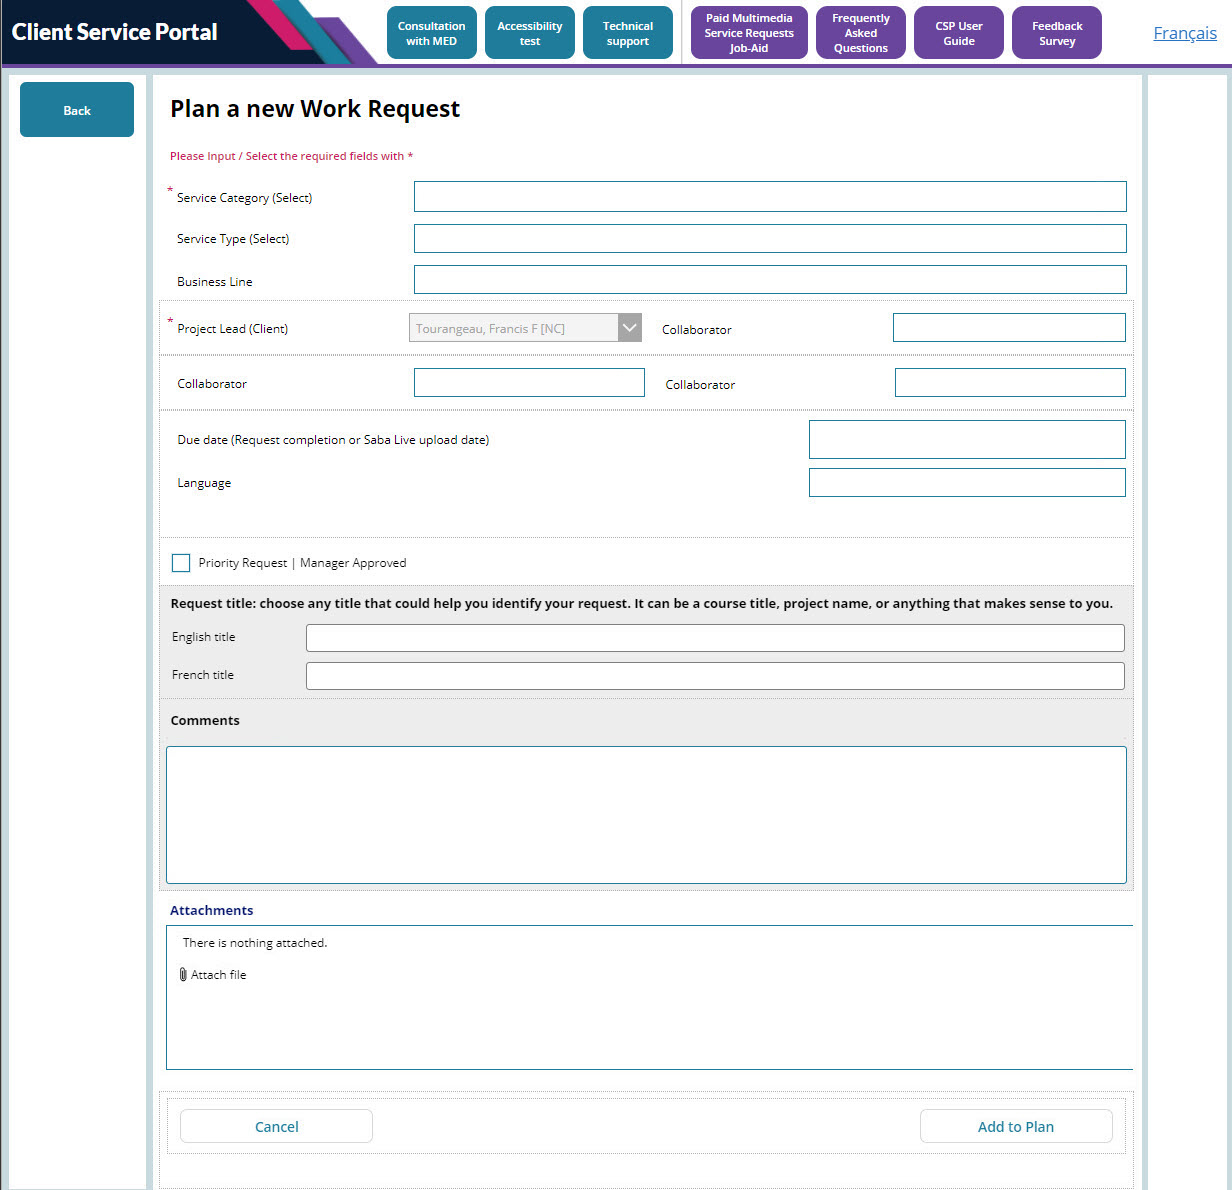 Client Service Portal
Consultation
with MED
Accessibility
test
Technical
support
Paid Multimedia
Service Requests
Job-Aid
Frequently
Asked
Questions
CSP User
Guide
Feedback
Survey
Français
Back
Plan a new Work Request
Please Input / Select the required fields with *
* Service Category (Select)
Service Type (Select)
Business Line
* Project Lead (Client)
Tourangeau, Francis F [NC]
Collaborator
Collaborator
Collaborator
Due date (Request completion or Saba Live upload date)
Language
Priority Request | Manager Approved
Request title: choose any title that could help you identify your request. It can be a course title, project name, or anything that makes sense to you.
English title
French title
Comments
Attachments
There is nothing attached.
Attach file
Cancel
Add to Plan